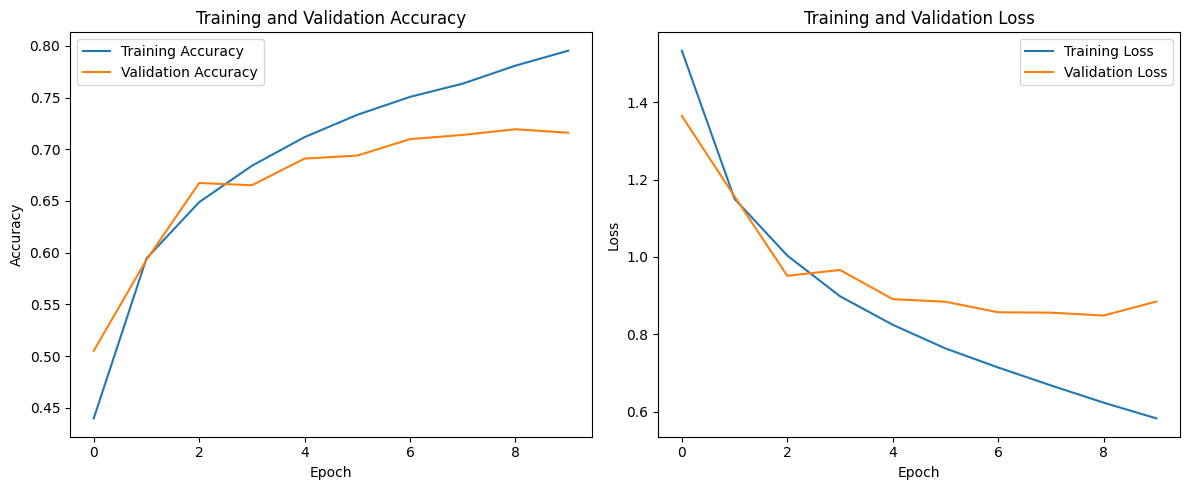 Training and Validation Accuracy
Training Accuracy
Validation Accuracy
0.80
0.75
0.70
0.65
0.60
0.55
0.50
0.45
Accuracy
0
2
4
6
8
Epoch
Training and Validation Loss
Training Loss
Validation Loss
1.4
1.2
1.0
0.8
0.6
Loss
0
2
4
6
8
Epoch